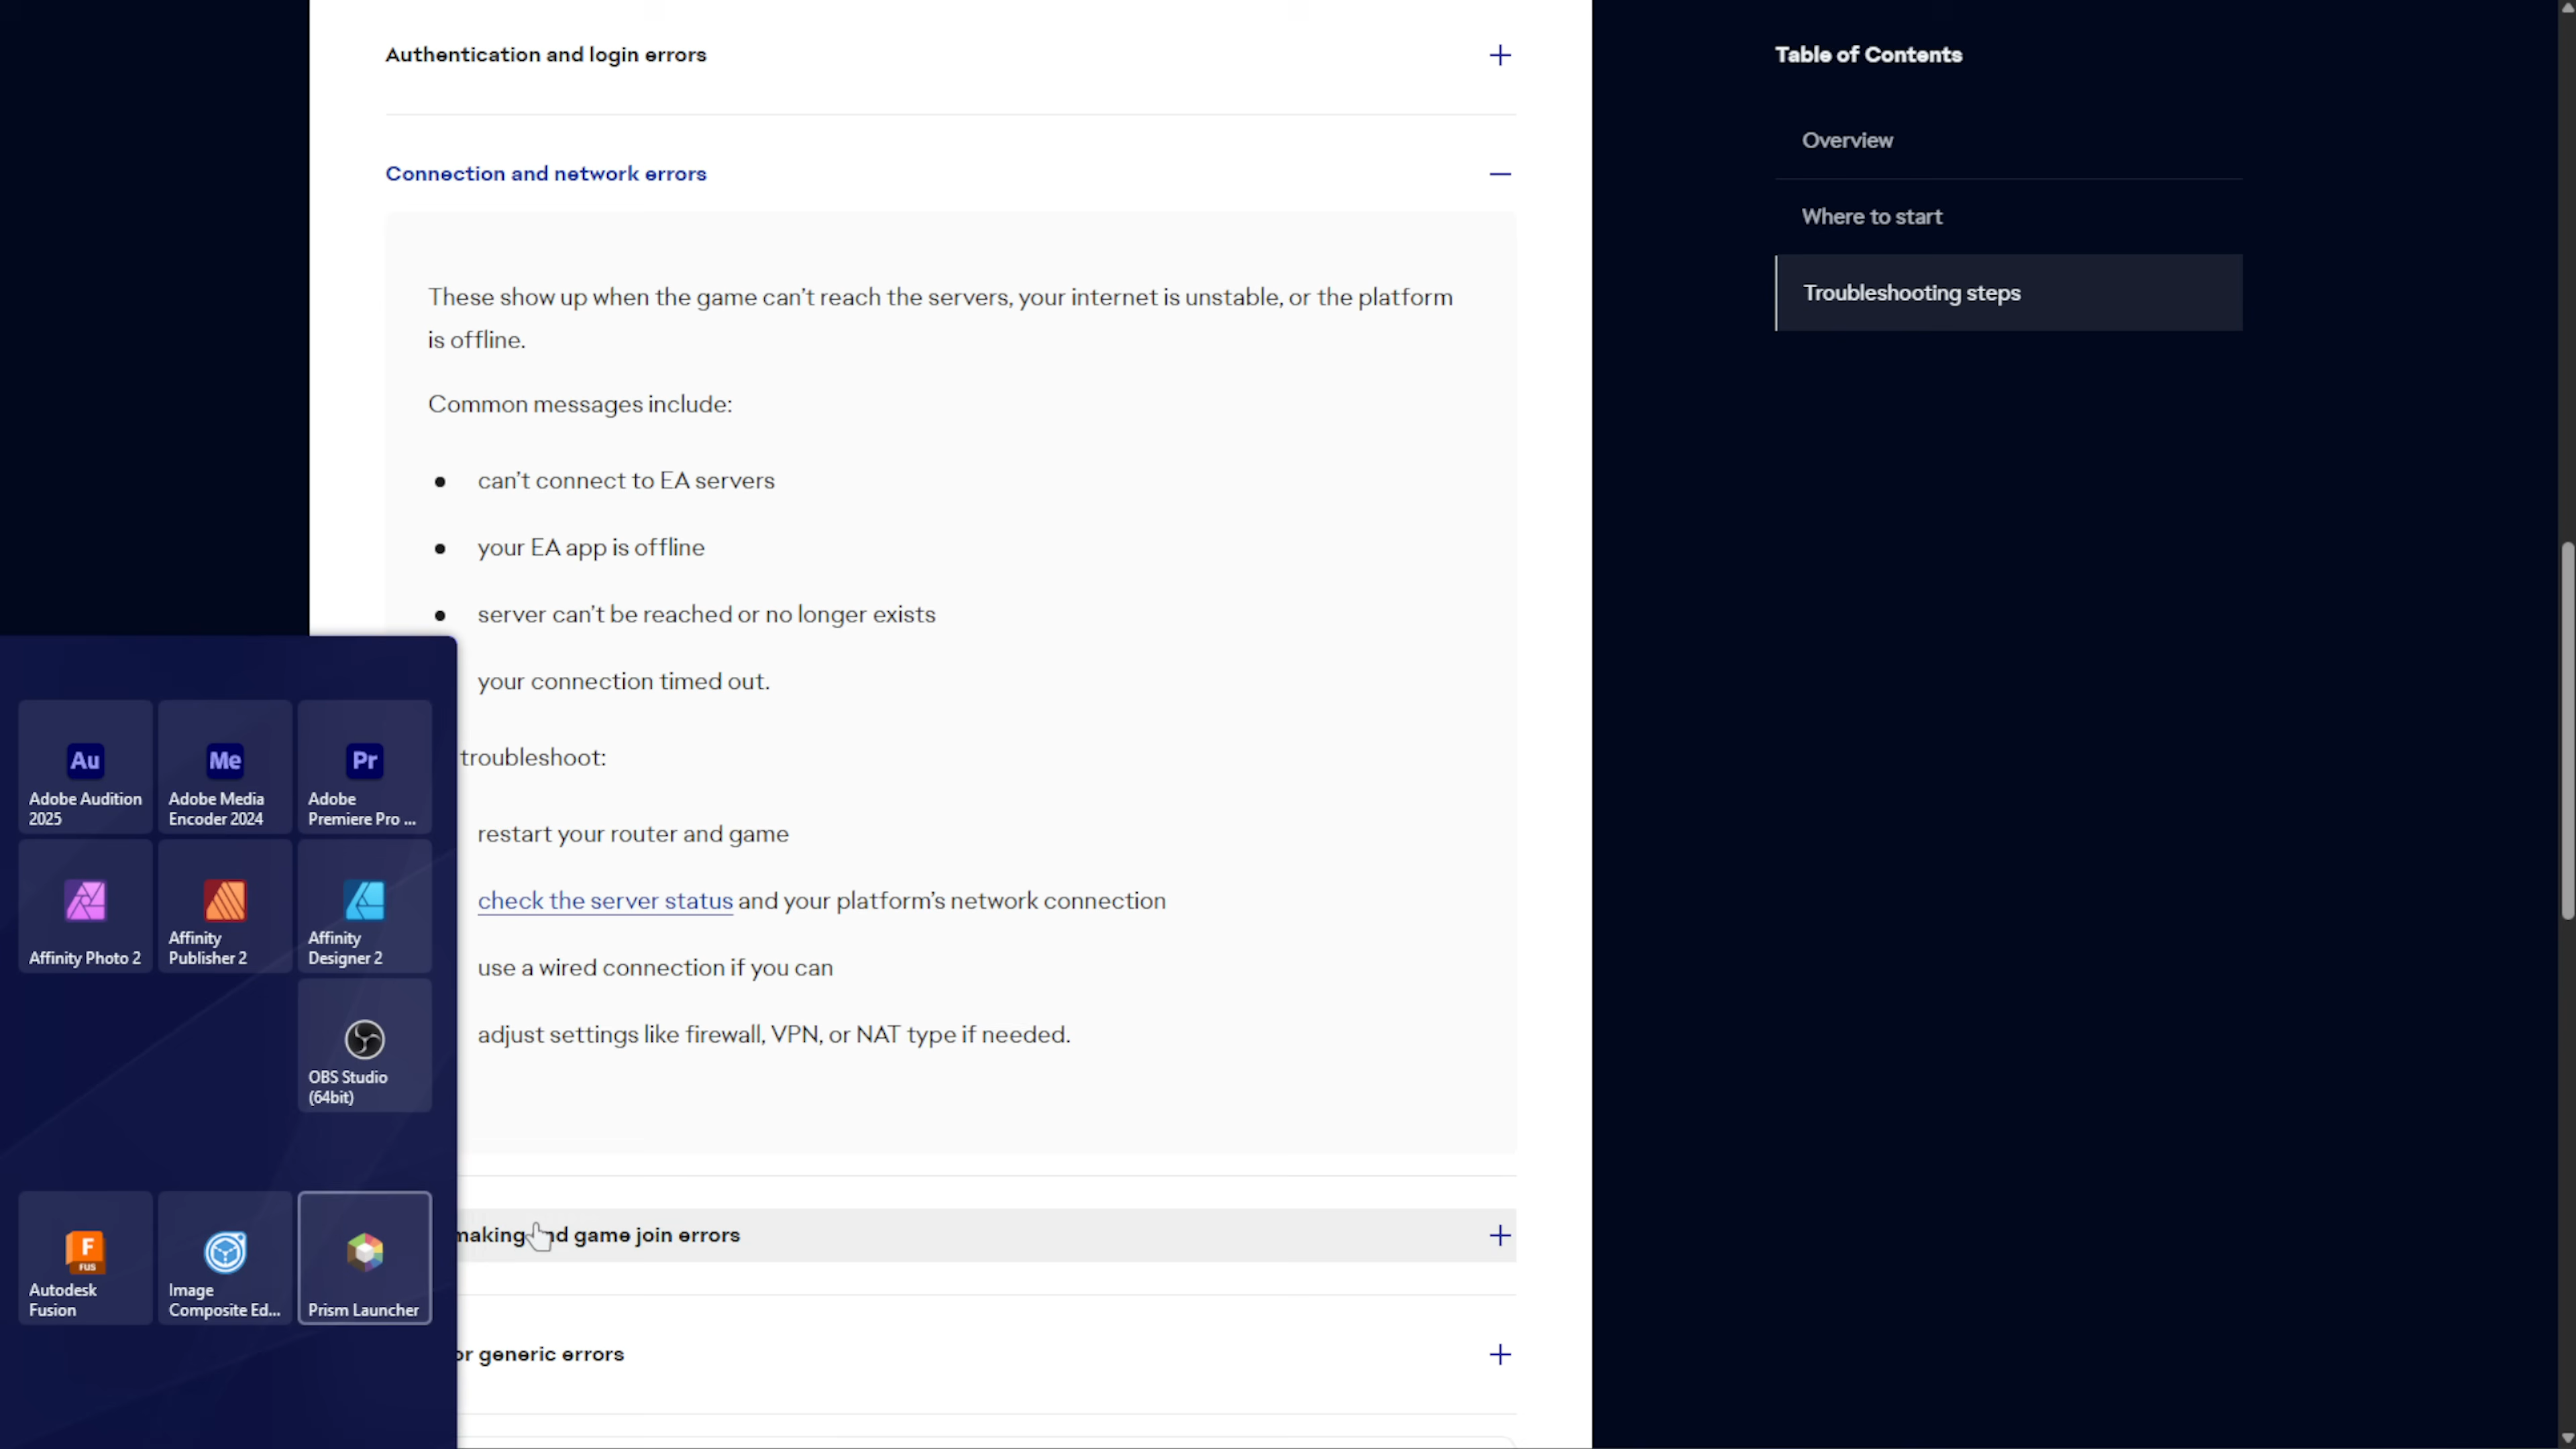 Authentication and login errors
Connection and network errors
These show up when the game can't reach the servers, your internet is unstable, or the platform
is offline.
Common messages include:
can't connect to EA servers
your EA app is offline
server can't be reached or no longer exists
your connection timed out.
troubleshoot:
restart your router and game
check the server status and your platform's network connection
use a wired connection if you can
adjust settings like firewall, VPN, or NAT type if needed.
game join errors
generic errors
Table of Contents
Overview
Where to start
Troubleshooting steps
Au
Adobe Audition
2025
Me
Adobe Media
Encoder 2024
Pr
Adobe
Premiere Pro ...
Affinity Photo 2
Affinity
Publisher 2
Affinity
Designer 2
OBS Studio
(64bit)
F
FUS
Autodesk
Fusion
Image
Composite Ed...
Prism Launcher